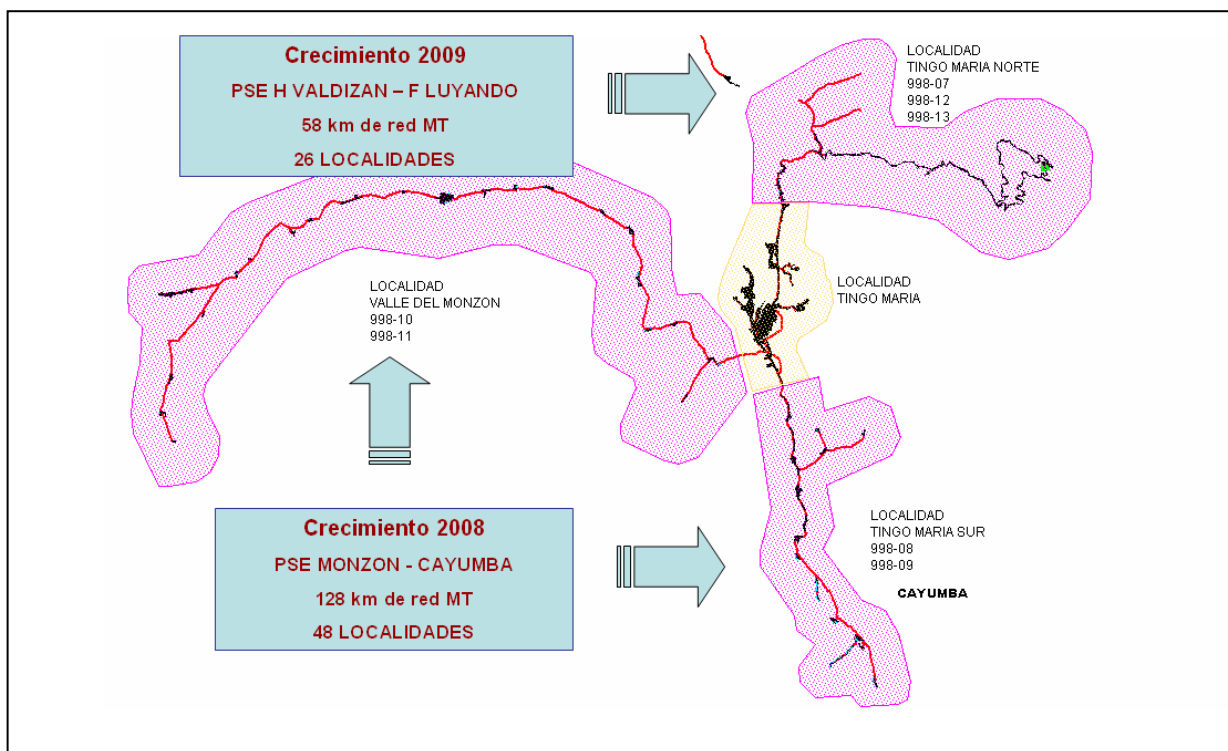 Crecimiento 2009
PSE H VALDIZAN – F LUYANDO
58 km de red MT
26 LOCALIDADES
LOCALIDAD
TINGO MARIA NORTE
998-07
998-12
998-13
LOCALIDAD
VALLE DEL MONZON
998-10
998-11
LOCALIDAD
TINGO MARIA
Crecimiento 2008
PSE MONZON - CAYUMBA
128 km de red MT
48 LOCALIDADES
LOCALIDAD
TINGO MARIA SUR
998-08
998-09
CAYUMBA